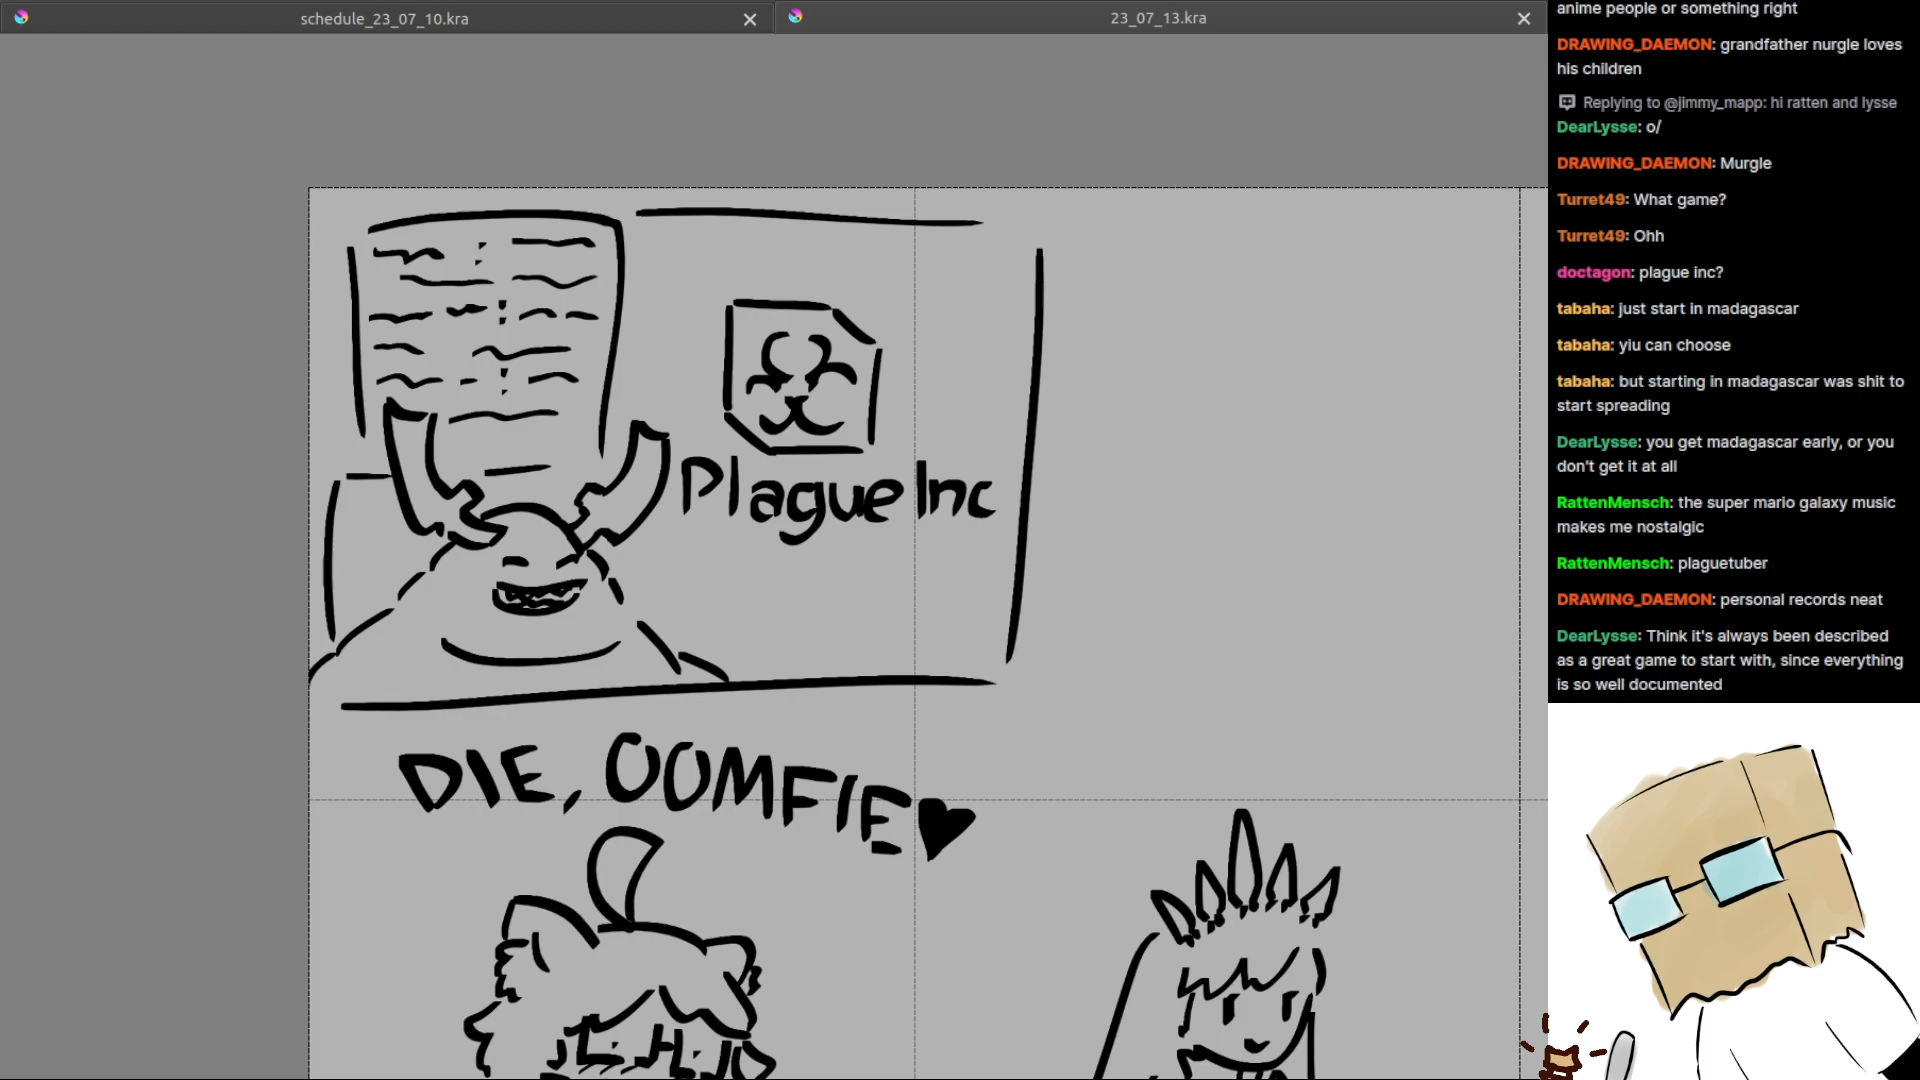 schedule_23_07_10.kra
23_07_13.kra
Plague Inc
DIE, OOMFIE♥
anime people or something right
DRAWING_DAEMON: grandfather nurgle loves
his children
Replying to @jimmy_mapp: hi ratten and lysse
DearLysse: o/
DRAWING_DAEMON: Murgle
Turret49: What game?
Turret49: Ohh
doctagon: plague inc?
tabaha: just start in madagascar
tabaha: yiu can choose
tabaha: but starting in madagascar was shit to
start spreading
DearLysse: you get madagascar early, or you
don't get it at all
RattenMensch: the super mario galaxy music
makes me nostalgic
RattenMensch: plaguetuber
DRAWING_DAEMON: personal records neat
DearLysse: Think it's always been described
as a great game to start with, since everything
is so well documented